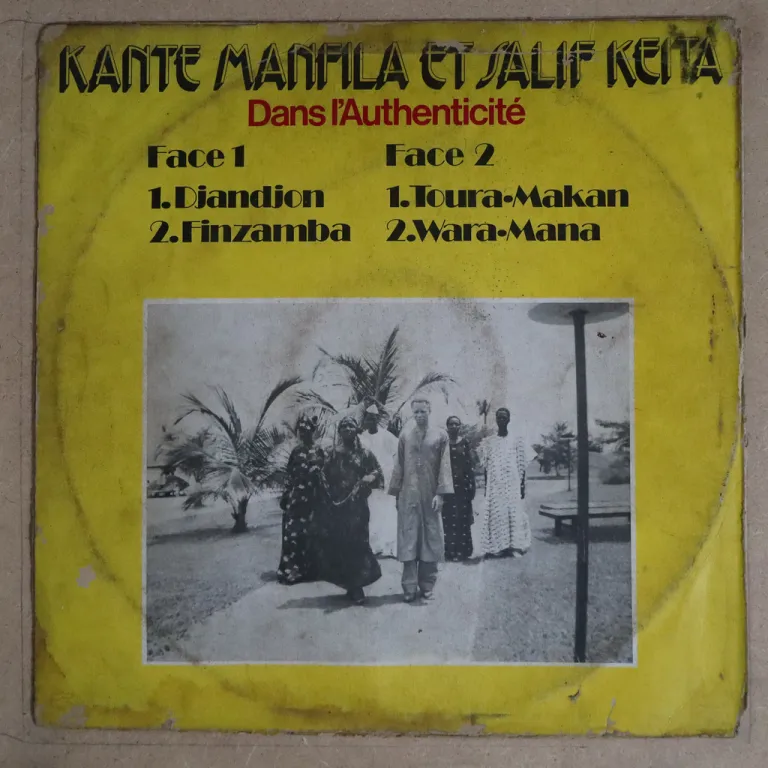 KANTE MANFILA ET SALIF KEITA
Dans l'Authenticité
Face 1
1.Djandjon
2.Finzamba
Face 2
1.Toura-Makan
2.Wara-Mana